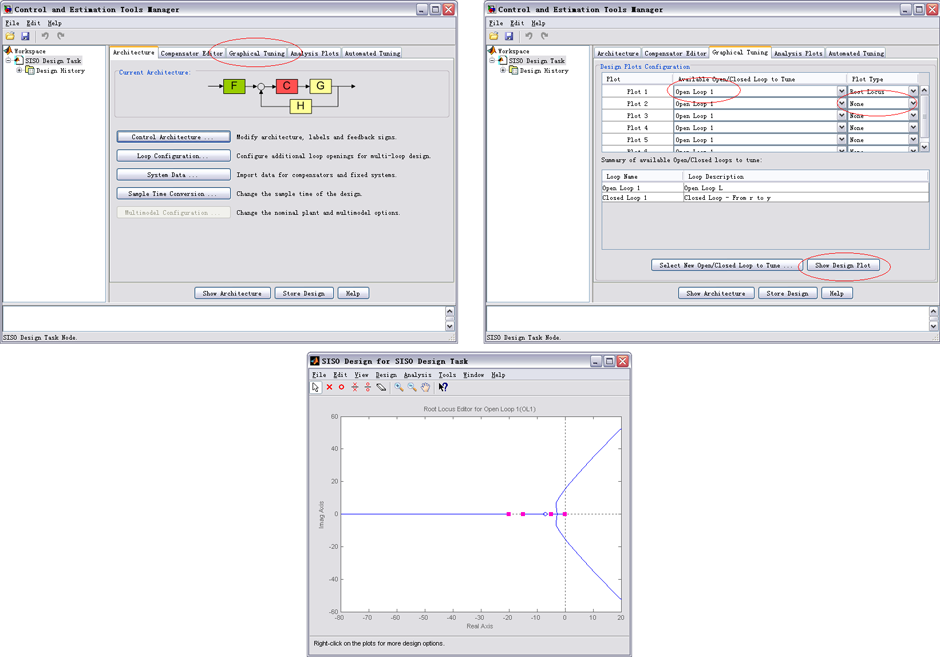 Control and Estimation Tools Manager
File Edit Help
Workspace
SISO Design Task
Design History
Architecture Compensator Editor Graphical Tuning Analysis Plots Automated Tuning
Current Architecture:
F C G
H
Control Architecture ... Modify architecture, labels and feedback signs.
Loop Configuration... Configure additional loop openings for multi-loop design.
System Data ... Import data for compensators and fixed systems.
Sample Time Conversion ... Change the sample time of the design.
Multimodel Configuration ... Change the nominal plant and multimodel options.
Show Architecture Store Design Help
SISO Design Task Node.
Control and Estimation Tools Manager
File Edit Help
Workspace
SISO Design Task
Design History
Architecture Compensator Editor Graphical Tuning Analysis Plots Automated Tuning
Design Plots Configuration
Plot Available Open/Closed Loop to Tune Plot Type
Plot 1 Open Loop 1 Root Locus
Plot 2 Open Loop 1 None
Plot 3 Open Loop 1 None
Plot 4 Open Loop 1 None
Plot 5 Open Loop 1 None
Summary of available Open/Closed loops to tune:
Loop Name Loop Description
Open Loop 1 Open Loop L
Closed Loop 1 Closed Loop - From r to y
Select New Open/Closed Loop to Tune ... Show Design Plot
Show Architecture Store Design Help
SISO Design Task Node.
SISO Design for SISO Design Task
File Edit View Design Analysis Tools Window Help
Root Locus Editor for Open Loop 1(OL1)
60
40
20
0
-20
-40
-60
Imag Axis
-80 -70 -60 -50 -40 -30 -20 -10 0 10 20
Real Axis
Right-click on the plots for more design options.